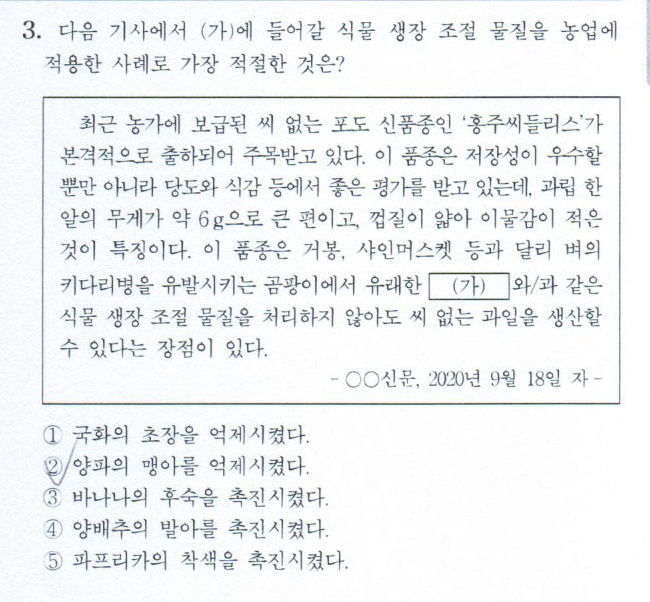 3. 다음 기사에서 (가)에 들어갈 식물 생장 조절 물질을 농업에
적용한 사례로 가장 적절한 것은?
최근 농가에 보급된 씨 없는 포도 신품종인 '홍주씨들리스'가
본격적으로 출하되어 주목받고 있다. 이 품종은 저장성이 우수할
뿐만 아니라 당도와 식감 등에서 좋은 평가를 받고 있는데, 과립 한
알의 무게가 약 6g으로 큰 편이고, 껍질이 얇아 이물감이 적은
것이 특징이다. 이 품종은 거봉, 샤인머스켓 등과 달리 벼의
키다리병을 유발시키는 곰팡이에서 유래한 (가) 와/과 같은
식물 생장 조절 물질을 처리하지 않아도 씨 없는 과일을 생산할
수 있다는 장점이 있다.
- ○○신문, 2020년 9월 18일 자 -
① 국화의 초장을 억제시켰다.
② 양파의 맹아를 억제시켰다.
③ 바나나의 후숙을 촉진시켰다.
④ 양배추의 발아를 촉진시켰다.
⑤ 파프리카의 착색을 촉진시켰다.